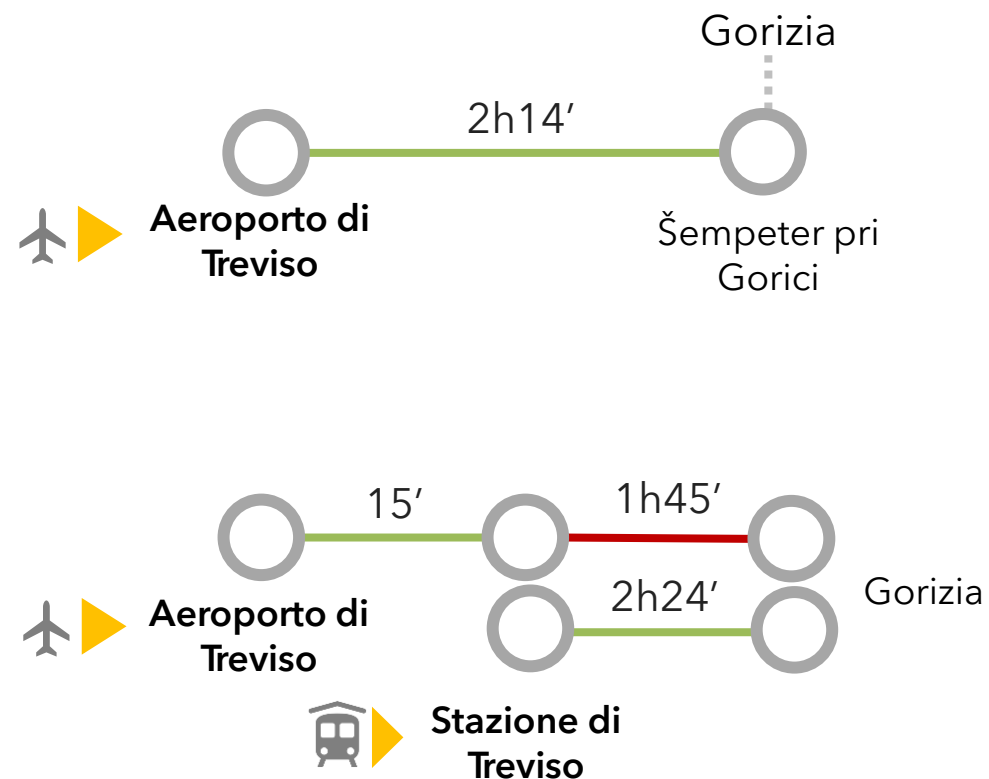 Gorizia
2h14’
Aeroporto di
Treviso
Šempeter pri
Gorici
15’
1h45’
2h24’
Gorizia
Aeroporto di
Treviso
Stazione di
Treviso